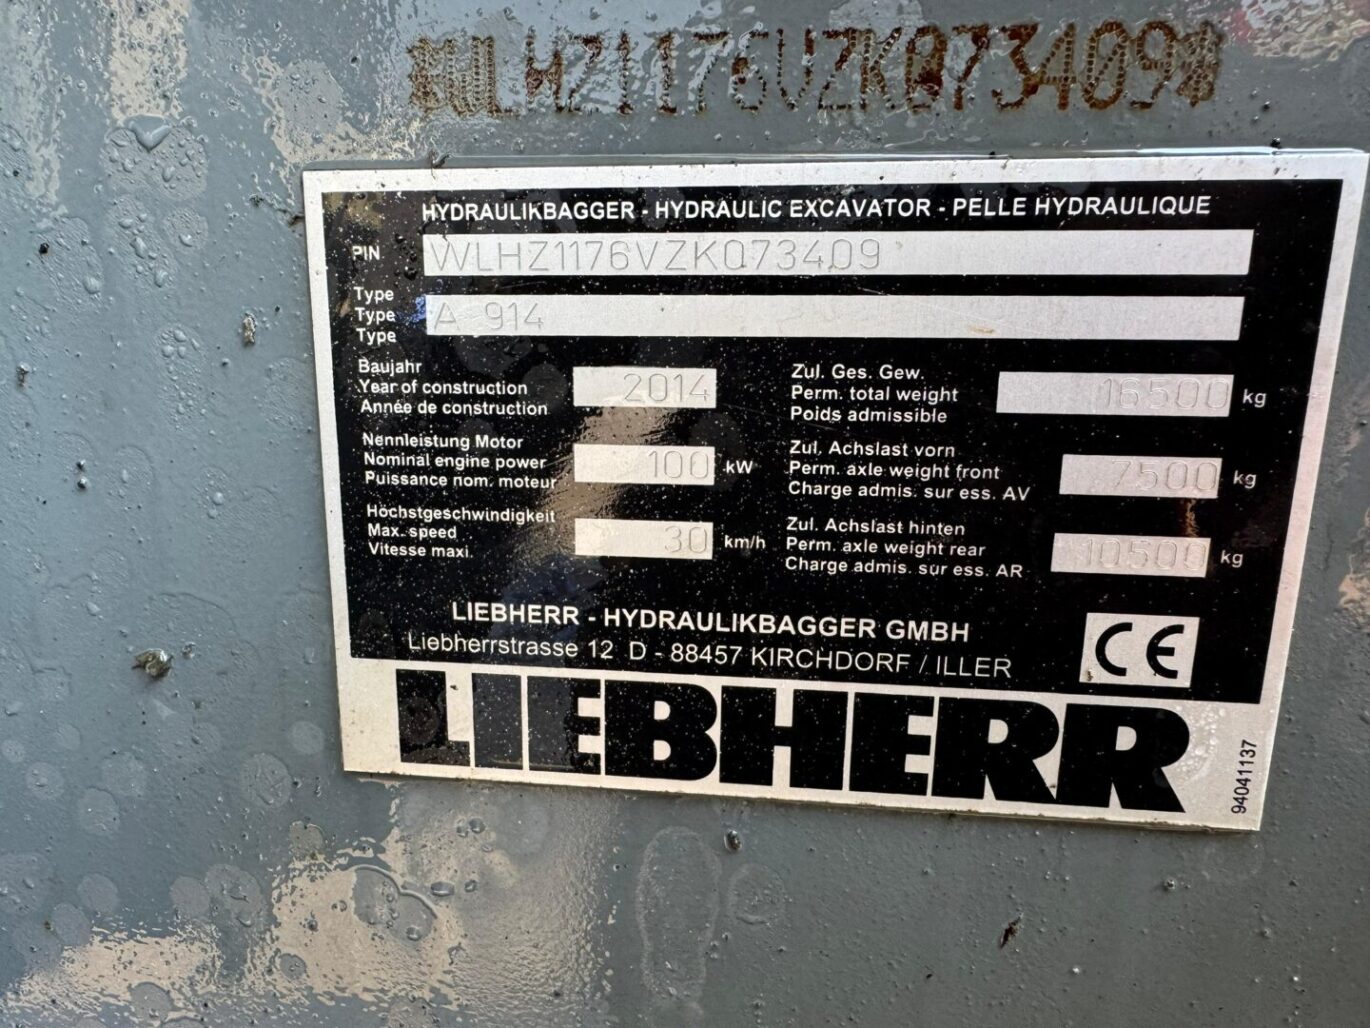 *WLHZ1176VZK073409*
HYDRAULIKBAGGER - HYDRAULIC EXCAVATOR - PELLE HYDRAULIQUE
PIN WLHZ1176VZK073409
Type
Type A 914
Type
Baujahr
Year of construction 2014
Année de construction
Zul. Ges. Gew.
Perm. total weight 16500 kg
Poids admissible
Nennleistung Motor
Nominal engine power 100 kW
Puissance nom. moteur
Zul. Achslast vorn
Perm. axle weight front 7500 kg
Charge admis. sur ess. AV
Höchstgeschwindigkeit
Max. speed 30 km/h
Vitesse maxi.
Zul. Achslast hinten
Perm. axle weight rear 10500 kg
Charge admis. sur ess. AR
LIEBHERR - HYDRAULIKBAGGER GMBH
Liebherrstrasse 12 D - 88457 KIRCHDORF / ILLER
CE
LIEBHERR
94041137